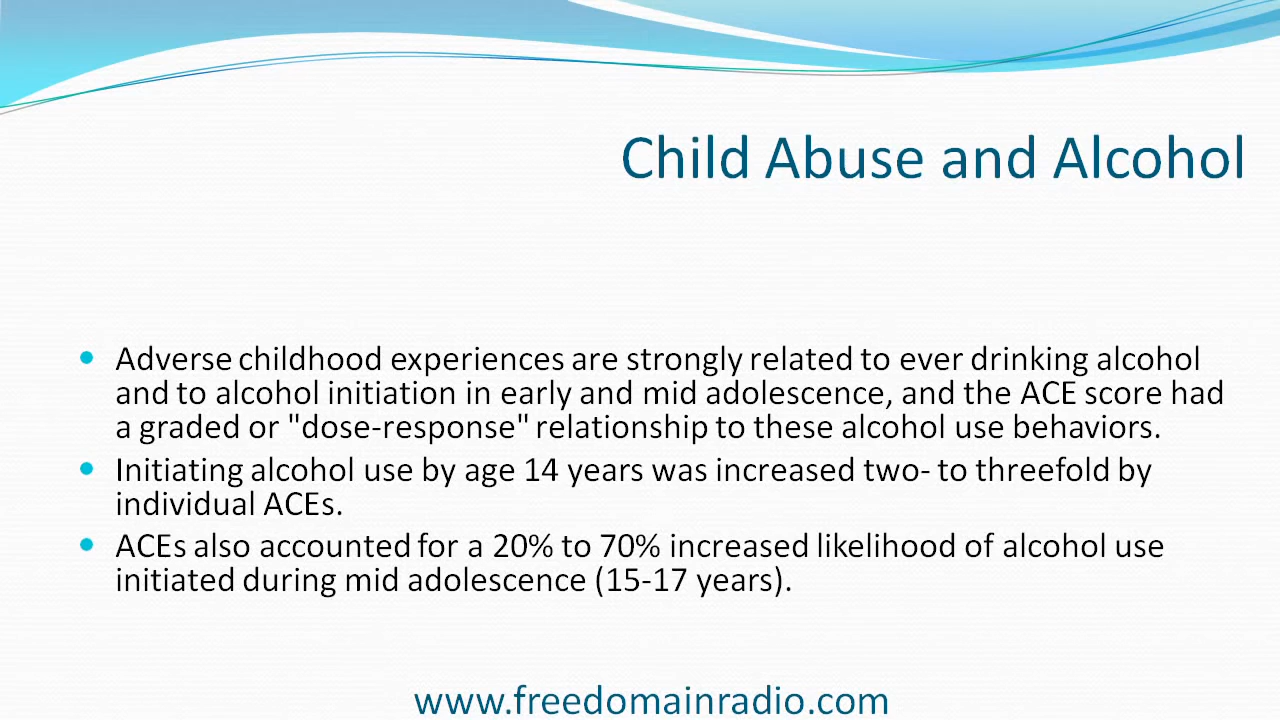 Child Abuse and Alcohol
• Adverse childhood experiences are strongly related to ever drinking alcohol
and to alcohol initiation in early and mid adolescence, and the ACE score had
a graded or "dose-response" relationship to these alcohol use behaviors.
• Initiating alcohol use by age 14 years was increased two- to threefold by
individual ACEs.
• ACEs also accounted for a 20% to 70% increased likelihood of alcohol use
initiated during mid adolescence (15-17 years).
www.freedomainradio.com